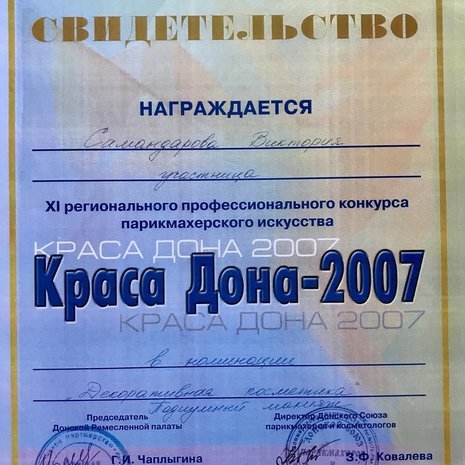 СВИДЕТЕЛЬСТВО
НАГРАЖДАЕТСЯ
Самандарова Виктория
участница
XI регионального профессионального конкурса
парикмахерского искусства
КРАСА ДОНА 2007
Краса Дона-2007
КРАСА ДОНА 2007
в номинации
"Декоративная косметика"
Подиумный макияж
Председатель
Донской Ремесленной палаты
Директор Донского Союза
парикмахеров и косметологов
Г.И. Чаплыгина
З.Ф. Ковалева